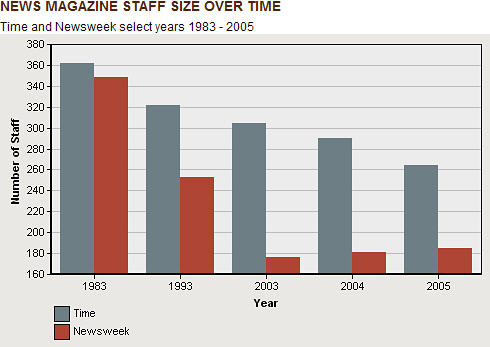 NEWS MAGAZINE STAFF SIZE OVER TIME
Time and Newsweek select years 1983 - 2005
380
360
340
320
300
280
260
240
220
200
180
160
Number of Staff
1983 1993 2003 2004 2005
Year
Time
Newsweek